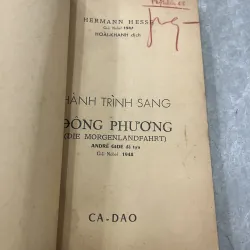 HERMANN HESSE
Giải Nobel 1946
HOÀI-KHANH dịch
HÀNH TRÌNH SANG
ĐÔNG PHƯƠNG
(DIE MORGENLANDFAHRT)
ANDRÉ GIDE đề tựa
Giải Nobel 1948
CA-DAO